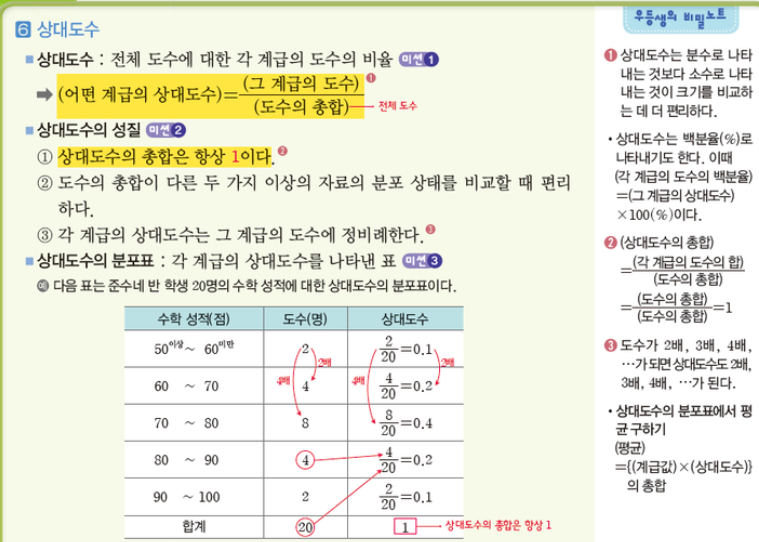 6 상대도수
■ 상대도수 : 전체 도수에 대한 각 계급의 도수의 비율 미션 1
➡ (어떤 계급의 상대도수)=(그 계급의 도수)/(도수의 총합) ❶ 전체 도수
■ 상대도수의 성질 미션 2
① 상대도수의 총합은 항상 1이다. ❷
② 도수의 총합이 다른 두 가지 이상의 자료의 분포 상태를 비교할 때 편리
하다.
③ 각 계급의 상대도수는 그 계급의 도수에 정비례한다. ❸
■ 상대도수의 분포표 : 각 계급의 상대도수를 나타낸 표 미션 3
예 다음 표는 준수네 반 학생 20명의 수학 성적에 대한 상대도수의 분포표이다.
수학 성적(점) 도수(명) 상대도수
50이상 ~ 60미만 2 2/20=0.1
2배 2배
4배 4배
60 ~ 70 4 4/20=0.2
70 ~ 80 8 8/20=0.4
80 ~ 90 4 4/20=0.2
90 ~ 100 2 2/20=0.1
합계 20 1 상대도수의 총합은 항상 1
우등생의 비밀노트
❶ 상대도수는 분수로 나타
내는 것보다 소수로 나타
내는 것이 크기를 비교하
는 데 더 편리하다.
• 상대도수는 백분율(%)로
나타내기도 한다. 이때
(각 계급의 도수의 백분율)
=(그 계급의 상대도수)
×100(%)이다.
❷ (상대도수의 총합)
=(각 계급의 도수의 합)/(도수의 총합)
=(도수의 총합)/(도수의 총합)=1
❸ 도수가 2배, 3배, 4배,
…가 되면 상대도수도 2배,
3배, 4배, …가 된다.
• 상대도수의 분포표에서 평
균 구하기
(평균)
={(계급값)×(상대도수)}
의 총합